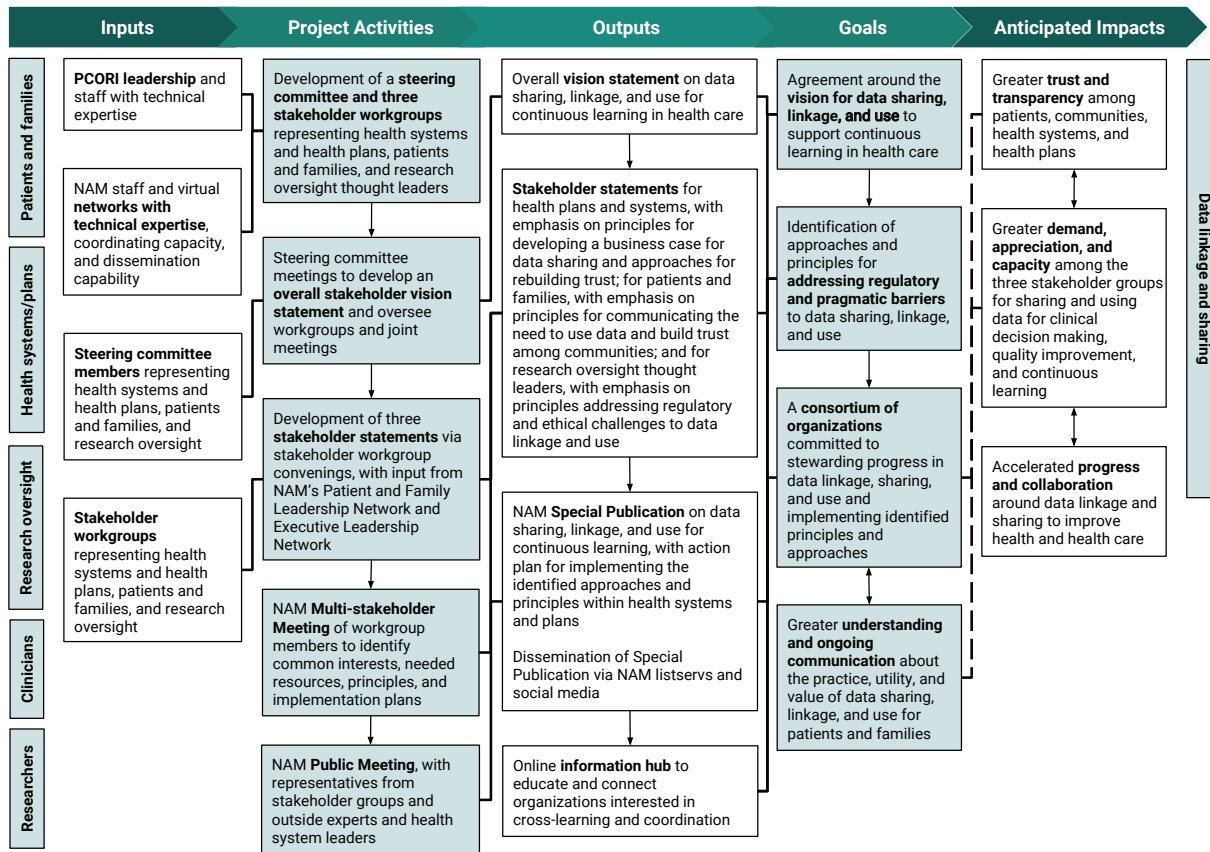 Inputs
Project Activities
Outputs
Goals
Anticipated Impacts
Patients and families
Health systems/plans
Research oversight
Clinicians
Researchers
PCORI leadership and
staff with technical
expertise
NAM staff and virtual
networks with
technical expertise,
coordinating capacity,
and dissemination
capability
Steering committee
members representing
health systems and
health plans, patients
and families, and
research oversight
Stakeholder
workgroups
representing health
systems and health
plans, patients and
families, and research
oversight
Development of a steering
committee and three
stakeholder workgroups
representing health systems
and health plans, patients
and families, and research
oversight thought leaders
Steering committee
meetings to develop an
overall stakeholder vision
statement and oversee
workgroups and joint
meetings
Development of three
stakeholder statements via
stakeholder workgroup
convenings, with input from
NAM's Patient and Family
Leadership Network and
Executive Leadership
Network
NAM Multi-stakeholder
Meeting of workgroup
members to identify
common interests, needed
resources, principles, and
implementation plans
NAM Public Meeting, with
representatives from
stakeholder groups and
outside experts and health
system leaders
Overall vision statement on data
sharing, linkage, and use for
continuous learning in health care
Stakeholder statements for
health plans and systems, with
emphasis on principles for
developing a business case for
data sharing and approaches for
rebuilding trust; for patients and
families, with emphasis on
principles for communicating the
need to use data and build trust
among communities; and for
research oversight thought
leaders, with emphasis on
principles addressing regulatory
and ethical challenges to data
linkage and use
NAM Special Publication on data
sharing, linkage, and use for
continuous learning, with action
plan for implementing the
identified approaches and
principles within health systems
and plans
Dissemination of Special
Publication via NAM listservs and
social media
Online information hub to
educate and connect
organizations interested in
cross-learning and coordination
Agreement around the
vision for data sharing,
linkage, and use to
support continuous
learning in health care
Identification of
approaches and
principles for
addressing regulatory
and pragmatic barriers
to data sharing, linkage,
and use
A consortium of
organizations
committed to
stewarding progress in
data linkage, sharing,
and use and
implementing identified
principles and
approaches
Greater understanding
and ongoing
communication about
the practice, utility, and
value of data sharing,
linkage, and use for
patients and families
Greater trust and
transparency among
patients, communities,
health systems, and
health plans
Greater demand,
appreciation, and
capacity among the
three stakeholder groups
for sharing and using
data for clinical
decision making,
quality improvement,
and continuous
learning
Accelerated progress
and collaboration
around data linkage and
sharing to improve
health and health care
Data linkage and sharing